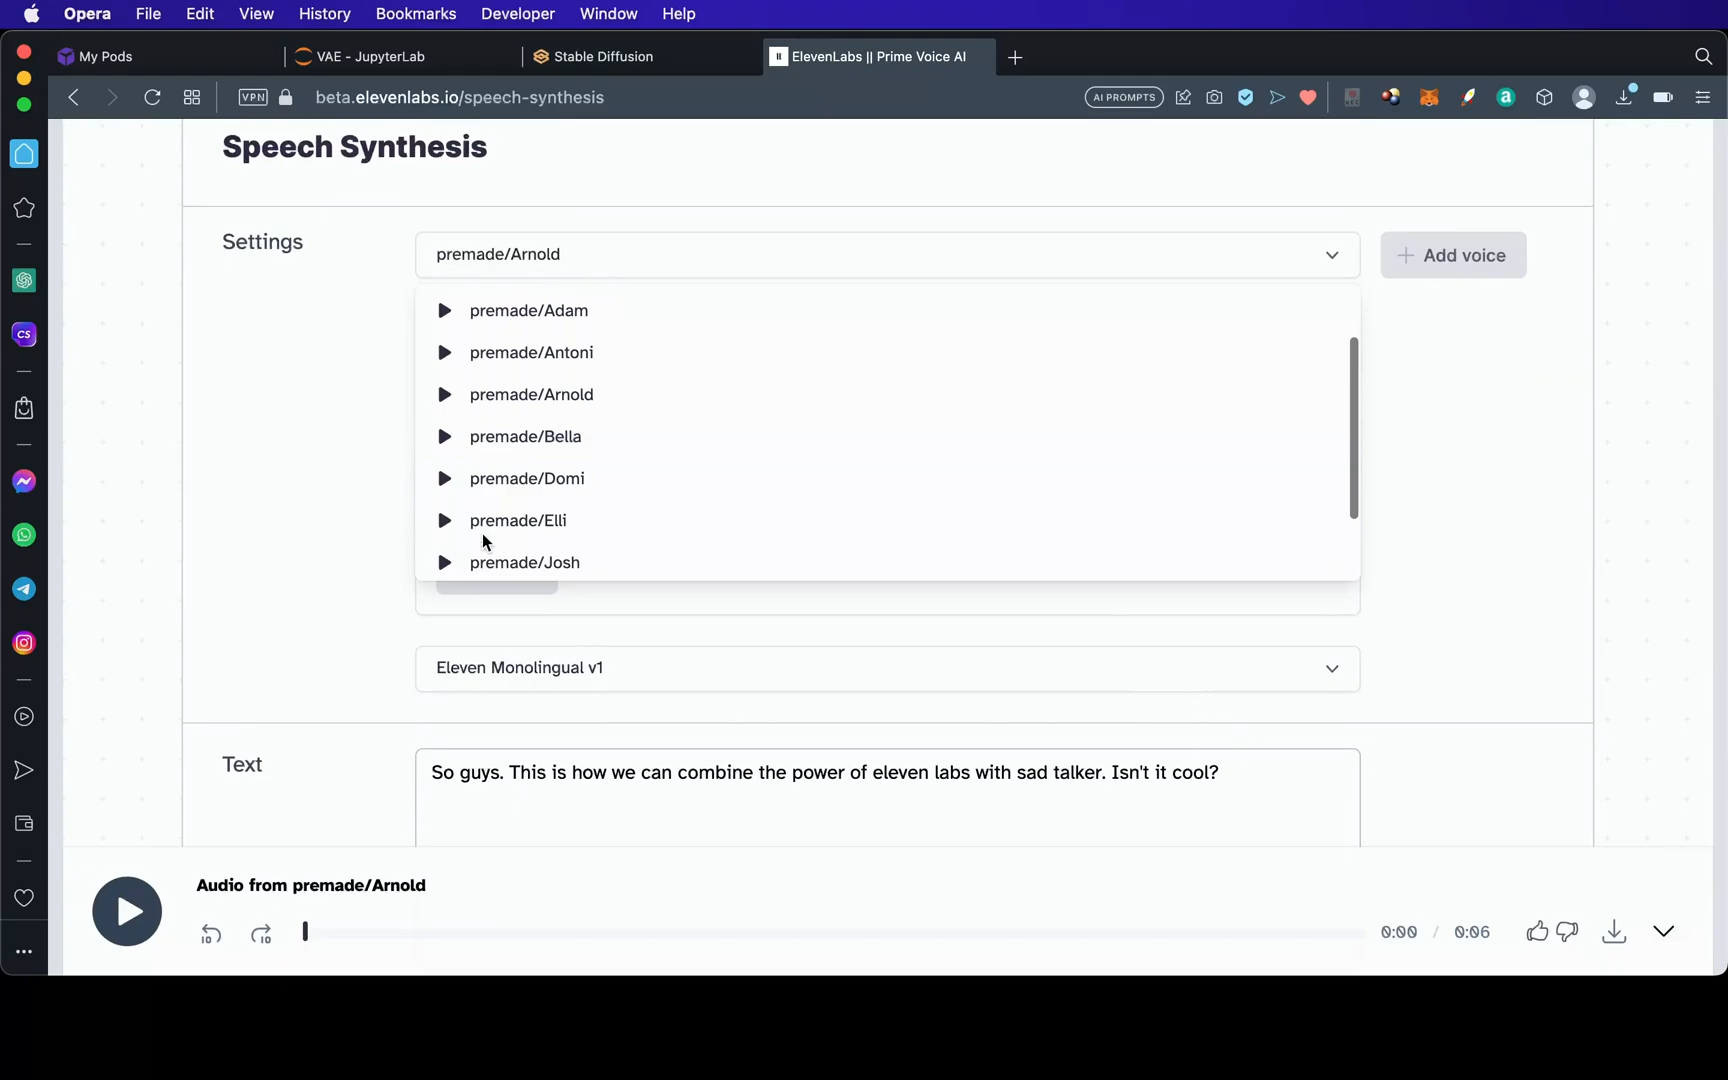 Opera File Edit View History Bookmarks Developer Window Help
My Pods VAE - JupyterLab Stable Diffusion ElevenLabs || Prime Voice AI
VPN beta.elevenlabs.io/speech-synthesis AI PROMPTS
Speech Synthesis
Settings
premade/Arnold
Add voice
premade/Adam
premade/Antoni
premade/Arnold
CS
premade/Bella
premade/Domi
premade/Elli
premade/Josh
Eleven Monolingual v1
Text
So guys. This is how we can combine the power of eleven labs with sad talker. Isn't it cool?
Audio from premade/Arnold
10 10 0:00 / 0:06